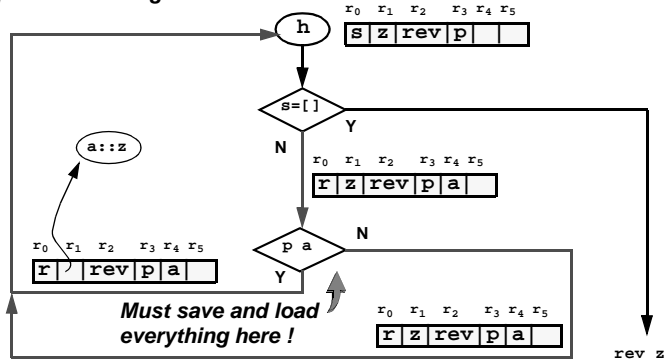 r0 r1 r2 r3 r4 r5
h
s z rev p
s=[]
Y
N
a::z
r0 r1 r2 r3 r4 r5
r z rev p a
r0 r1 r2 r3 r4 r5
r rev p a
p a
N
Y
Must save and load
everything here !
r0 r1 r2 r3 r4 r5
r z rev p a
rev z